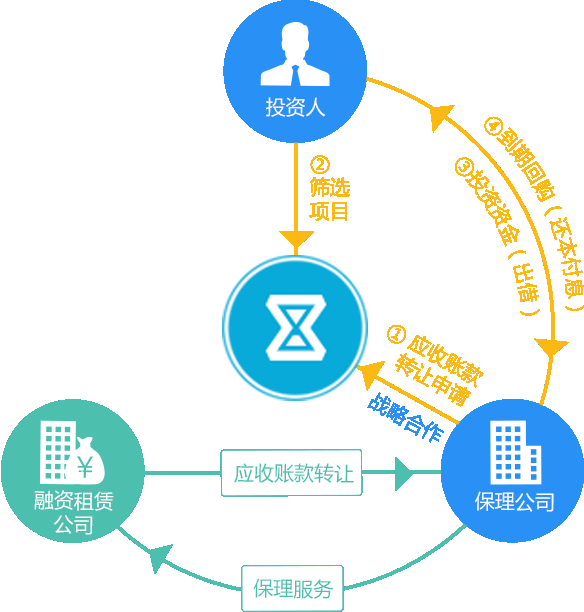 投资人
②
筛选
项目
④到期回购（还本付息）
③投资资金（出借）
① 应收账款
转让申请
战略合作
¥
融资租赁
公司
应收账款转让
保理公司
保理服务